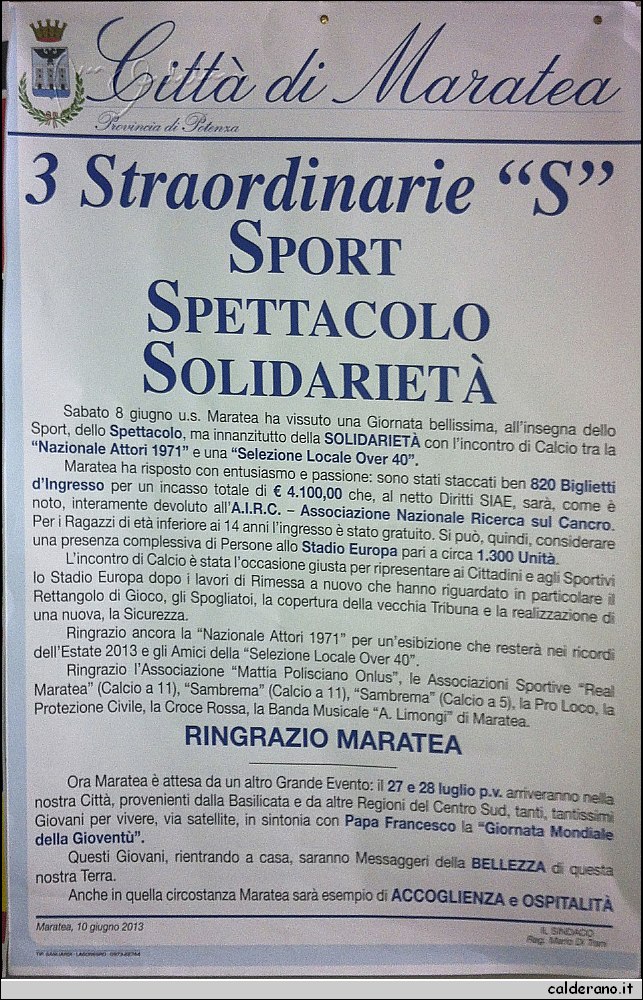 Città di Maratea
Provincia di Potenza
3 Straordinarie “S”
SPORT
SPETTACOLO
SOLIDARIETÀ
Sabato 8 giugno u.s. Maratea ha vissuto una Giornata bellissima, all'insegna dello
Sport, dello Spettacolo, ma innanzitutto della SOLIDARIETÀ con l'incontro di Calcio tra la
“Nazionale Attori 1971” e una “Selezione Locale Over 40”.
Maratea ha risposto con entusiasmo e passione: sono stati staccati ben 820 Biglietti
d'Ingresso per un incasso totale di € 4.100,00 che, al netto Diritti SIAE, sarà, come è
noto, interamente devoluto all'A.I.R.C. – Associazione Nazionale Ricerca sul Cancro.
Per i Ragazzi di età inferiore ai 14 anni l'ingresso è stato gratuito. Si può, quindi, considerare
una presenza complessiva di Persone allo Stadio Europa pari a circa 1.300 Unità.
L'incontro di Calcio è stata l'occasione giusta per ripresentare ai Cittadini e agli Sportivi
lo Stadio Europa dopo i lavori di Rimessa a nuovo che hanno riguardato in particolare il
Rettangolo di Gioco, gli Spogliatoi, la copertura della vecchia Tribuna e la realizzazione di
una nuova, la Sicurezza.
Ringrazio ancora la “Nazionale Attori 1971” per un'esibizione che resterà nei ricordi
dell'Estate 2013 e gli Amici della “Selezione Locale Over 40”.
Ringrazio l'Associazione “Mattia Polisciano Onlus”, le Associazioni Sportive “Real
Maratea” (Calcio a 11), “Sambrema” (Calcio a 11), “Sambrema” (Calcio a 5), la Pro Loco, la
Protezione Civile, la Croce Rossa, la Banda Musicale “A. Limongi” di Maratea.
RINGRAZIO MARATEA
Ora Maratea è attesa da un altro Grande Evento: il 27 e 28 luglio p.v. arriveranno nella
nostra Città, provenienti dalla Basilicata e da altre Regioni del Centro Sud, tanti, tantissimi
Giovani per vivere, via satellite, in sintonia con Papa Francesco la “Giornata Mondiale
della Gioventù”.
Questi Giovani, rientrando a casa, saranno Messaggeri della BELLEZZA di questa
nostra Terra.
Anche in quella circostanza Maratea sarà esempio di ACCOGLIENZA e OSPITALITÀ
Maratea, 10 giugno 2013
IL SINDACO
Rag. Mario Di Trani
calderano.it